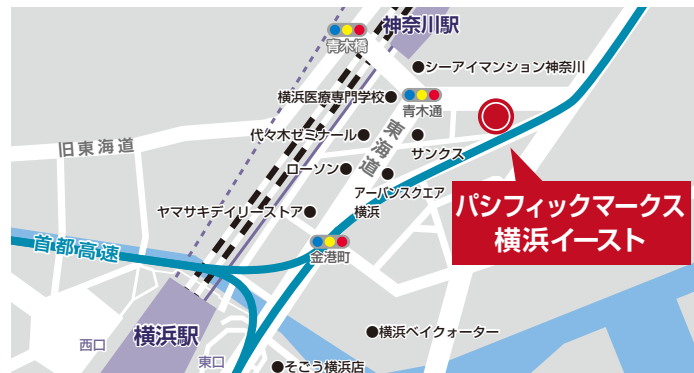 神奈川駅
青木橋
シーアイマンション神奈川
横浜医療専門学校
青木通
代々木ゼミナール
東海道
サンクス
旧東海道
ローソン
アーバンスクエア
横浜
パシフィックマークス
横浜イースト
ヤマサキデイリーストア
首都高速
金港町
横浜駅
西口
東口
横浜ベイクォーター
そごう横浜店